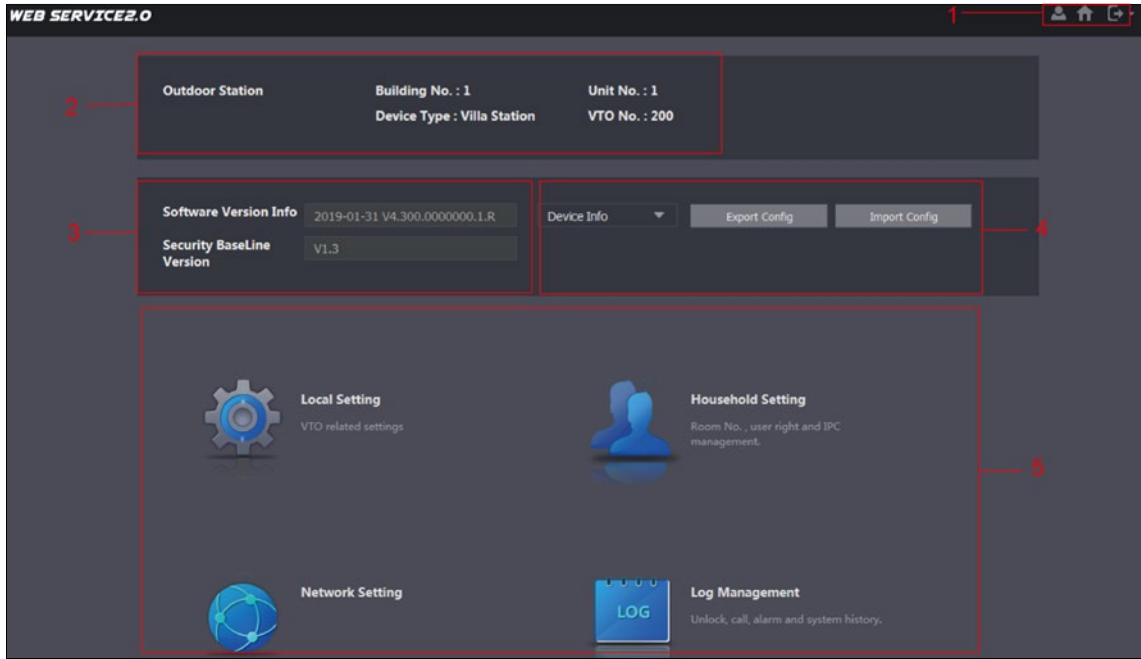 WEB SERVICE2.0
1
2
Outdoor Station Building No. : 1 Unit No. : 1
Device Type : Villa Station VTO No. : 200
3
Software Version Info 2019-01-31 V4.300.0000000.1.R Device Info Export Config Import Config
4
Security BaseLine
Version
V1.3
Local Setting
VTO related settings
Household Setting
Room No. , user right and IPC
management.
5
Network Setting
LOG
Log Management
Unlock, call, alarm and system history.